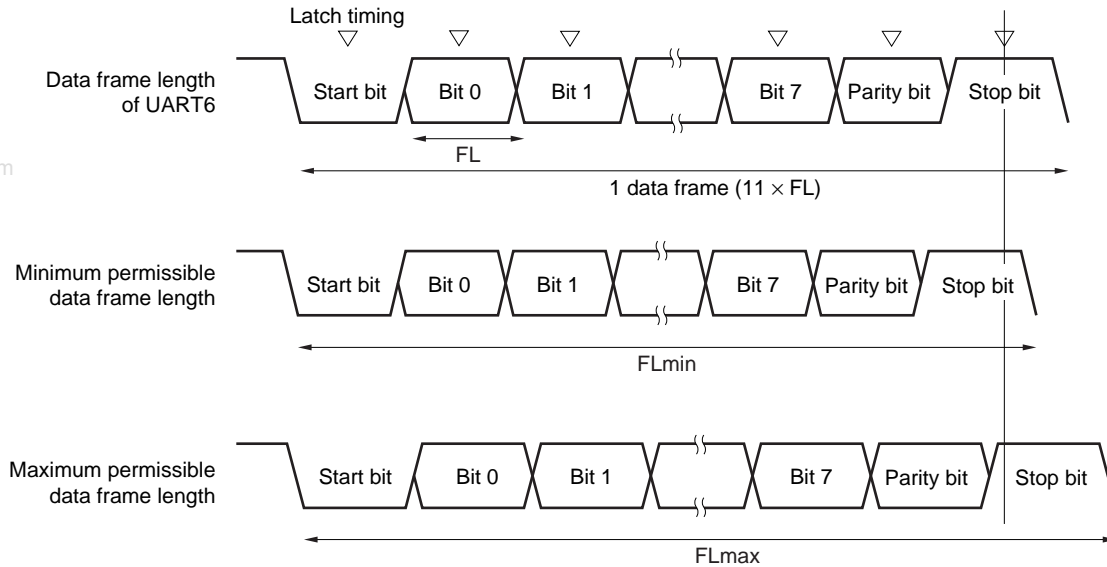 Latch timing
Data frame length
of UART6
Start bit
Bit 0
Bit 1
Bit 7
Parity bit
Stop bit
FL
m
1 data frame (11 × FL)
Minimum permissible
data frame length
Start bit
Bit 0
Bit 1
Bit 7
Parity bit
Stop bit
FLmin
Maximum permissible
data frame length
Start bit
Bit 0
Bit 1
Bit 7
Parity bit
Stop bit
FLmax